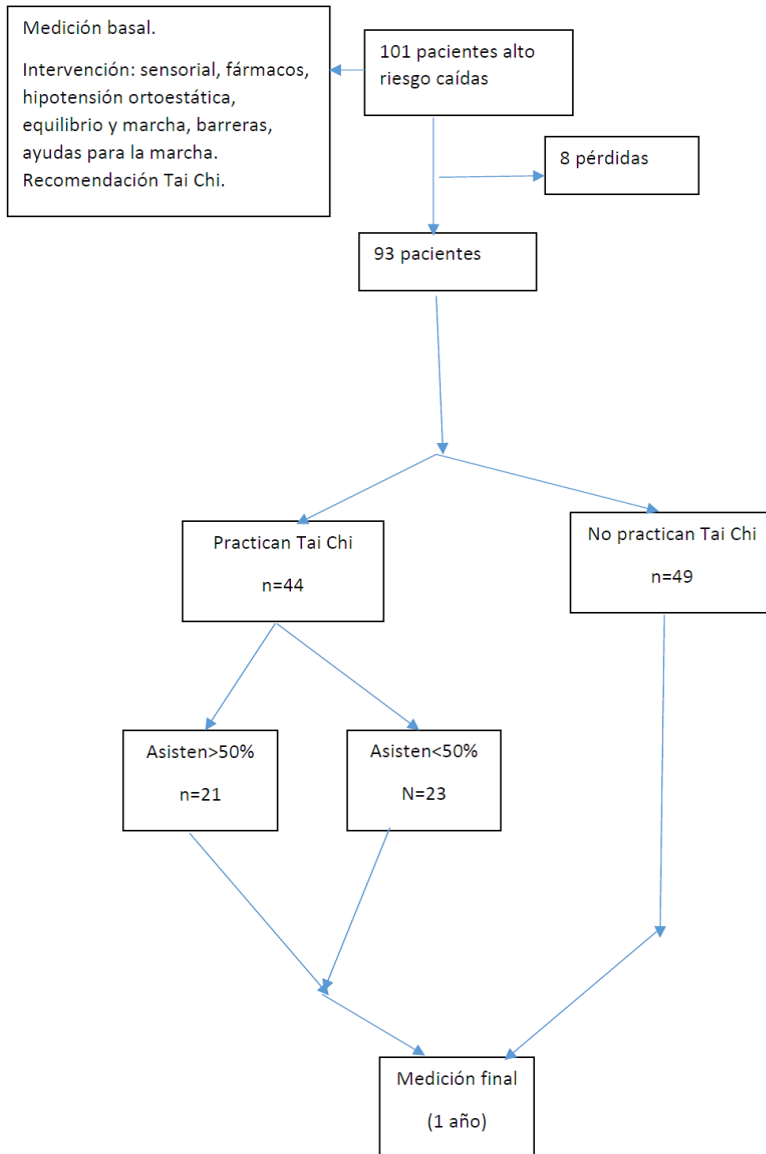 Medición basal.
Intervención: sensorial, fármacos,
hipotensión ortoestática,
equilibrio y marcha, barreras,
ayudas para la marcha.
Recomendación Tai Chi.
101 pacientes alto
riesgo caídas
8 pérdidas
93 pacientes
Practican Tai Chi
n=44
No practican Tai Chi
n=49
Asisten>50%
n=21
Asisten<50%
N=23
Medición final
(1 año)